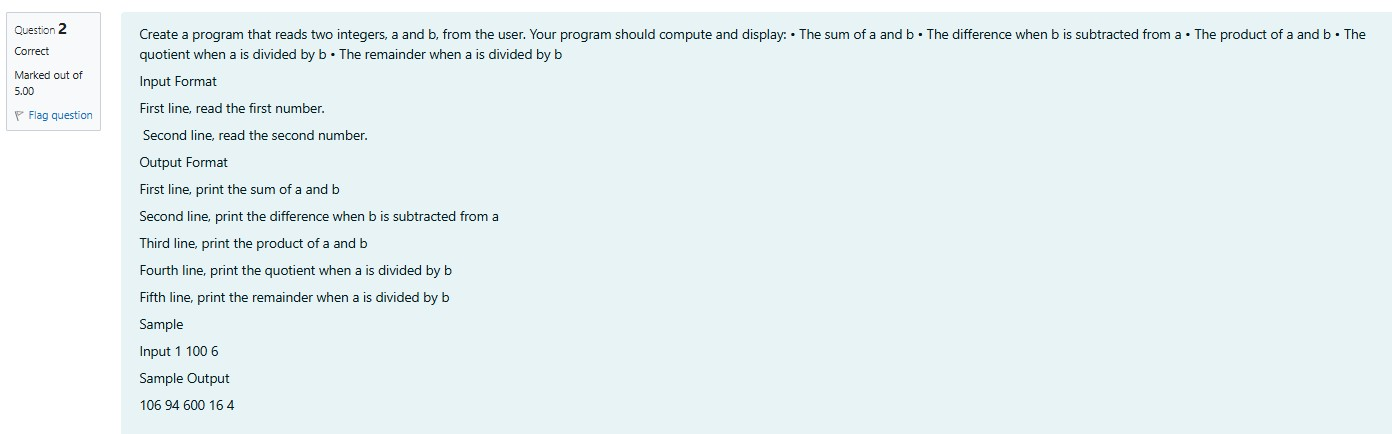 Question 2
Correct
Marked out of
5.00
Flag question
Create a program that reads two integers, a and b, from the user. Your program should compute and display: • The sum of a and b • The difference when b is subtracted from a • The product of a and b • The
quotient when a is divided by b • The remainder when a is divided by b
Input Format
First line, read the first number.
Second line, read the second number.
Output Format
First line, print the sum of a and b
Second line, print the difference when b is subtracted from a
Third line, print the product of a and b
Fourth line, print the quotient when a is divided by b
Fifth line, print the remainder when a is divided by b
Sample
Input 1 100 6
Sample Output
106 94 600 16 4